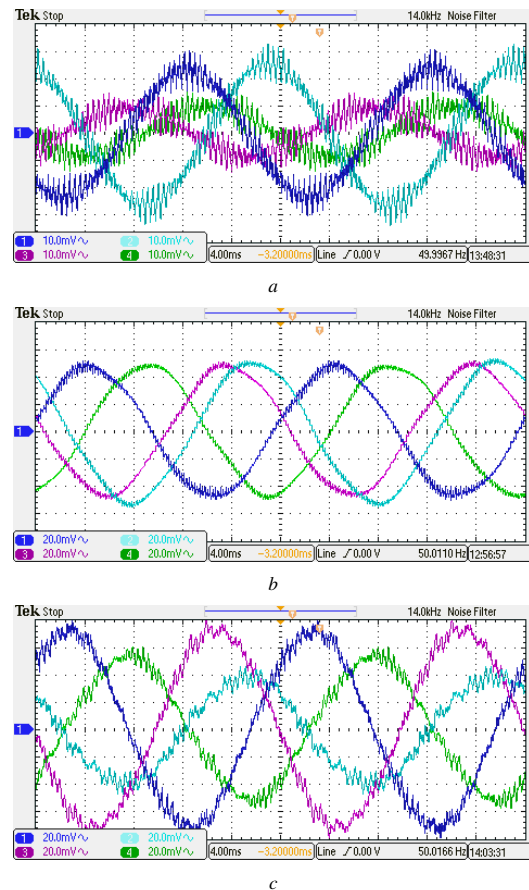 Tek Stop 14.0kHz Noise Filter
T
T
1
1 10.0mV∿ 2 10.0mV∿
3 10.0mV∿ 4 10.0mV∿
4.00ms −3.20000ms Line ∫ 0.00 V 49.9967 Hz 13:48:31
a
Tek Stop 14.0kHz Noise Filter
T
T
1
1 20.0mV∿ 2 20.0mV∿
3 20.0mV∿ 4 20.0mV∿
4.00ms −3.20000ms Line ∫ 0.00 V 50.0110 Hz 12:56:57
b
Tek Stop 14.0kHz Noise Filter
T
1
1 20.0mV∿ 2 20.0mV∿
3 20.0mV∿ 4 20.0mV∿
4.00ms −3.20000ms Line ∫ 0.00 V 50.0166 Hz 14:03:31
c